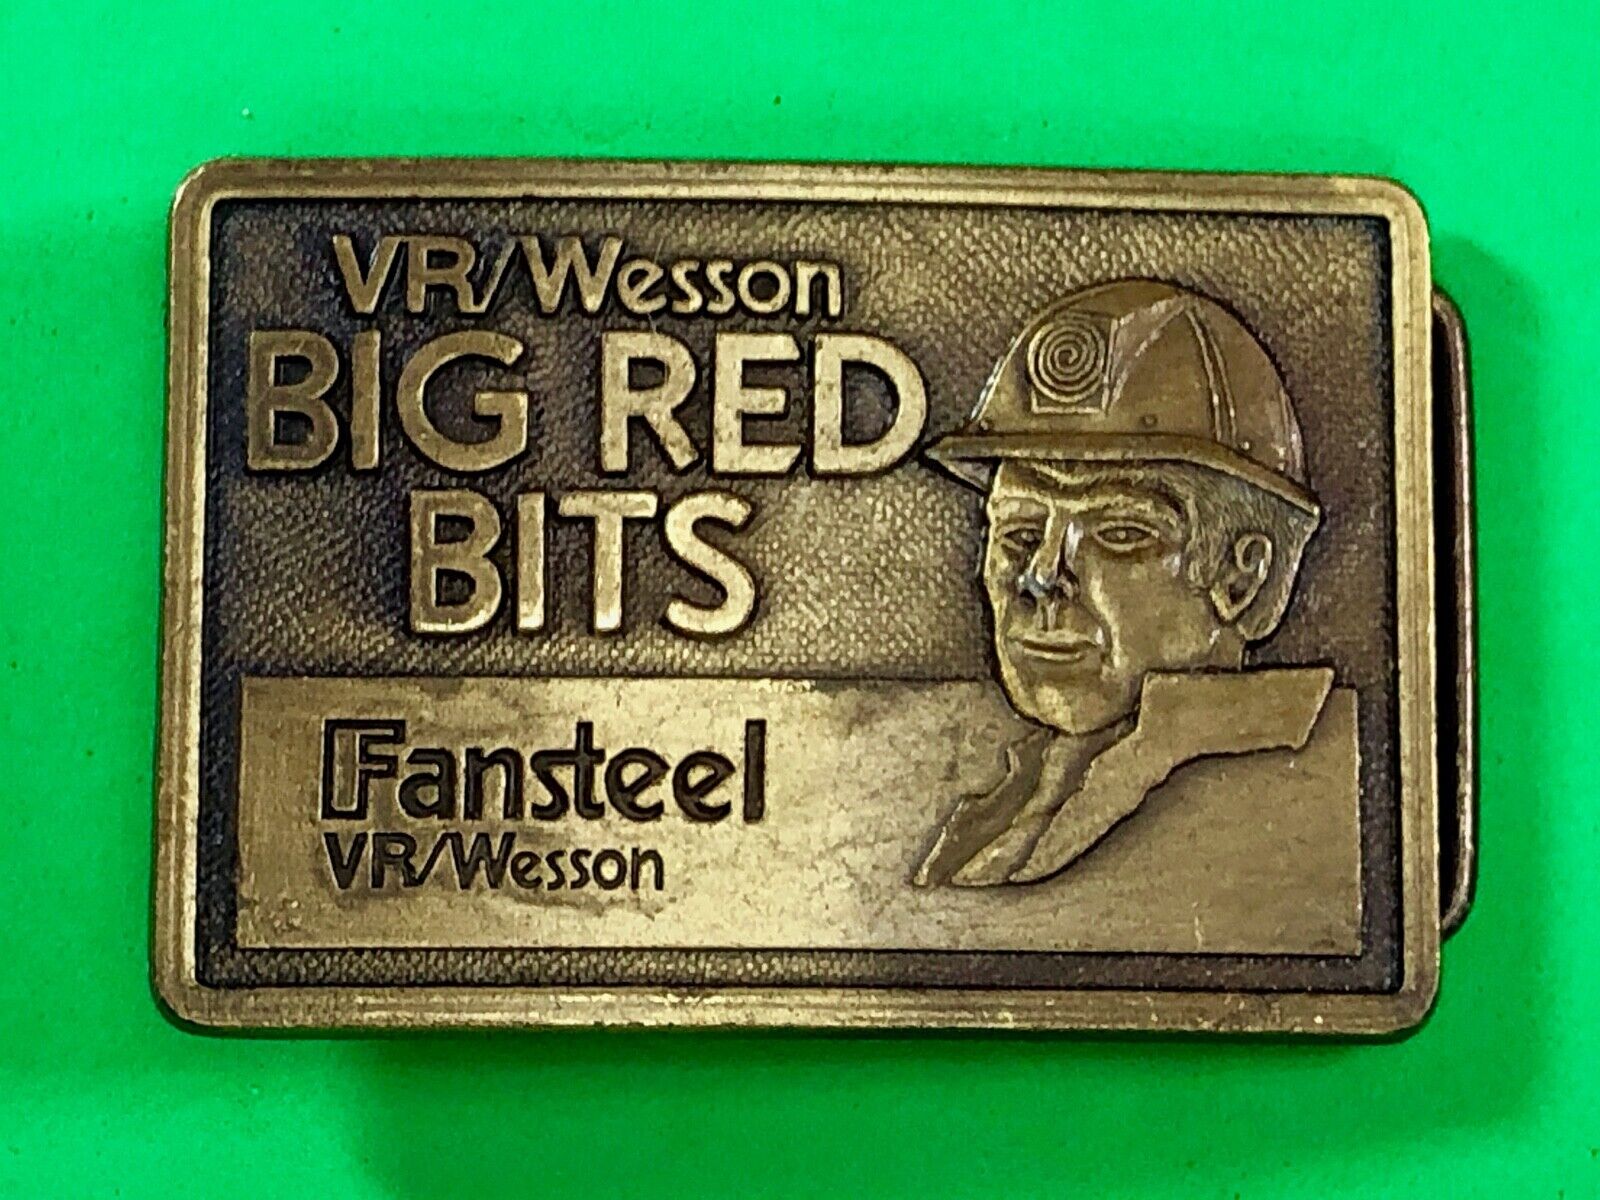 VR/Wesson
BIG RED
BITS
Fansteel
VR/Wesson